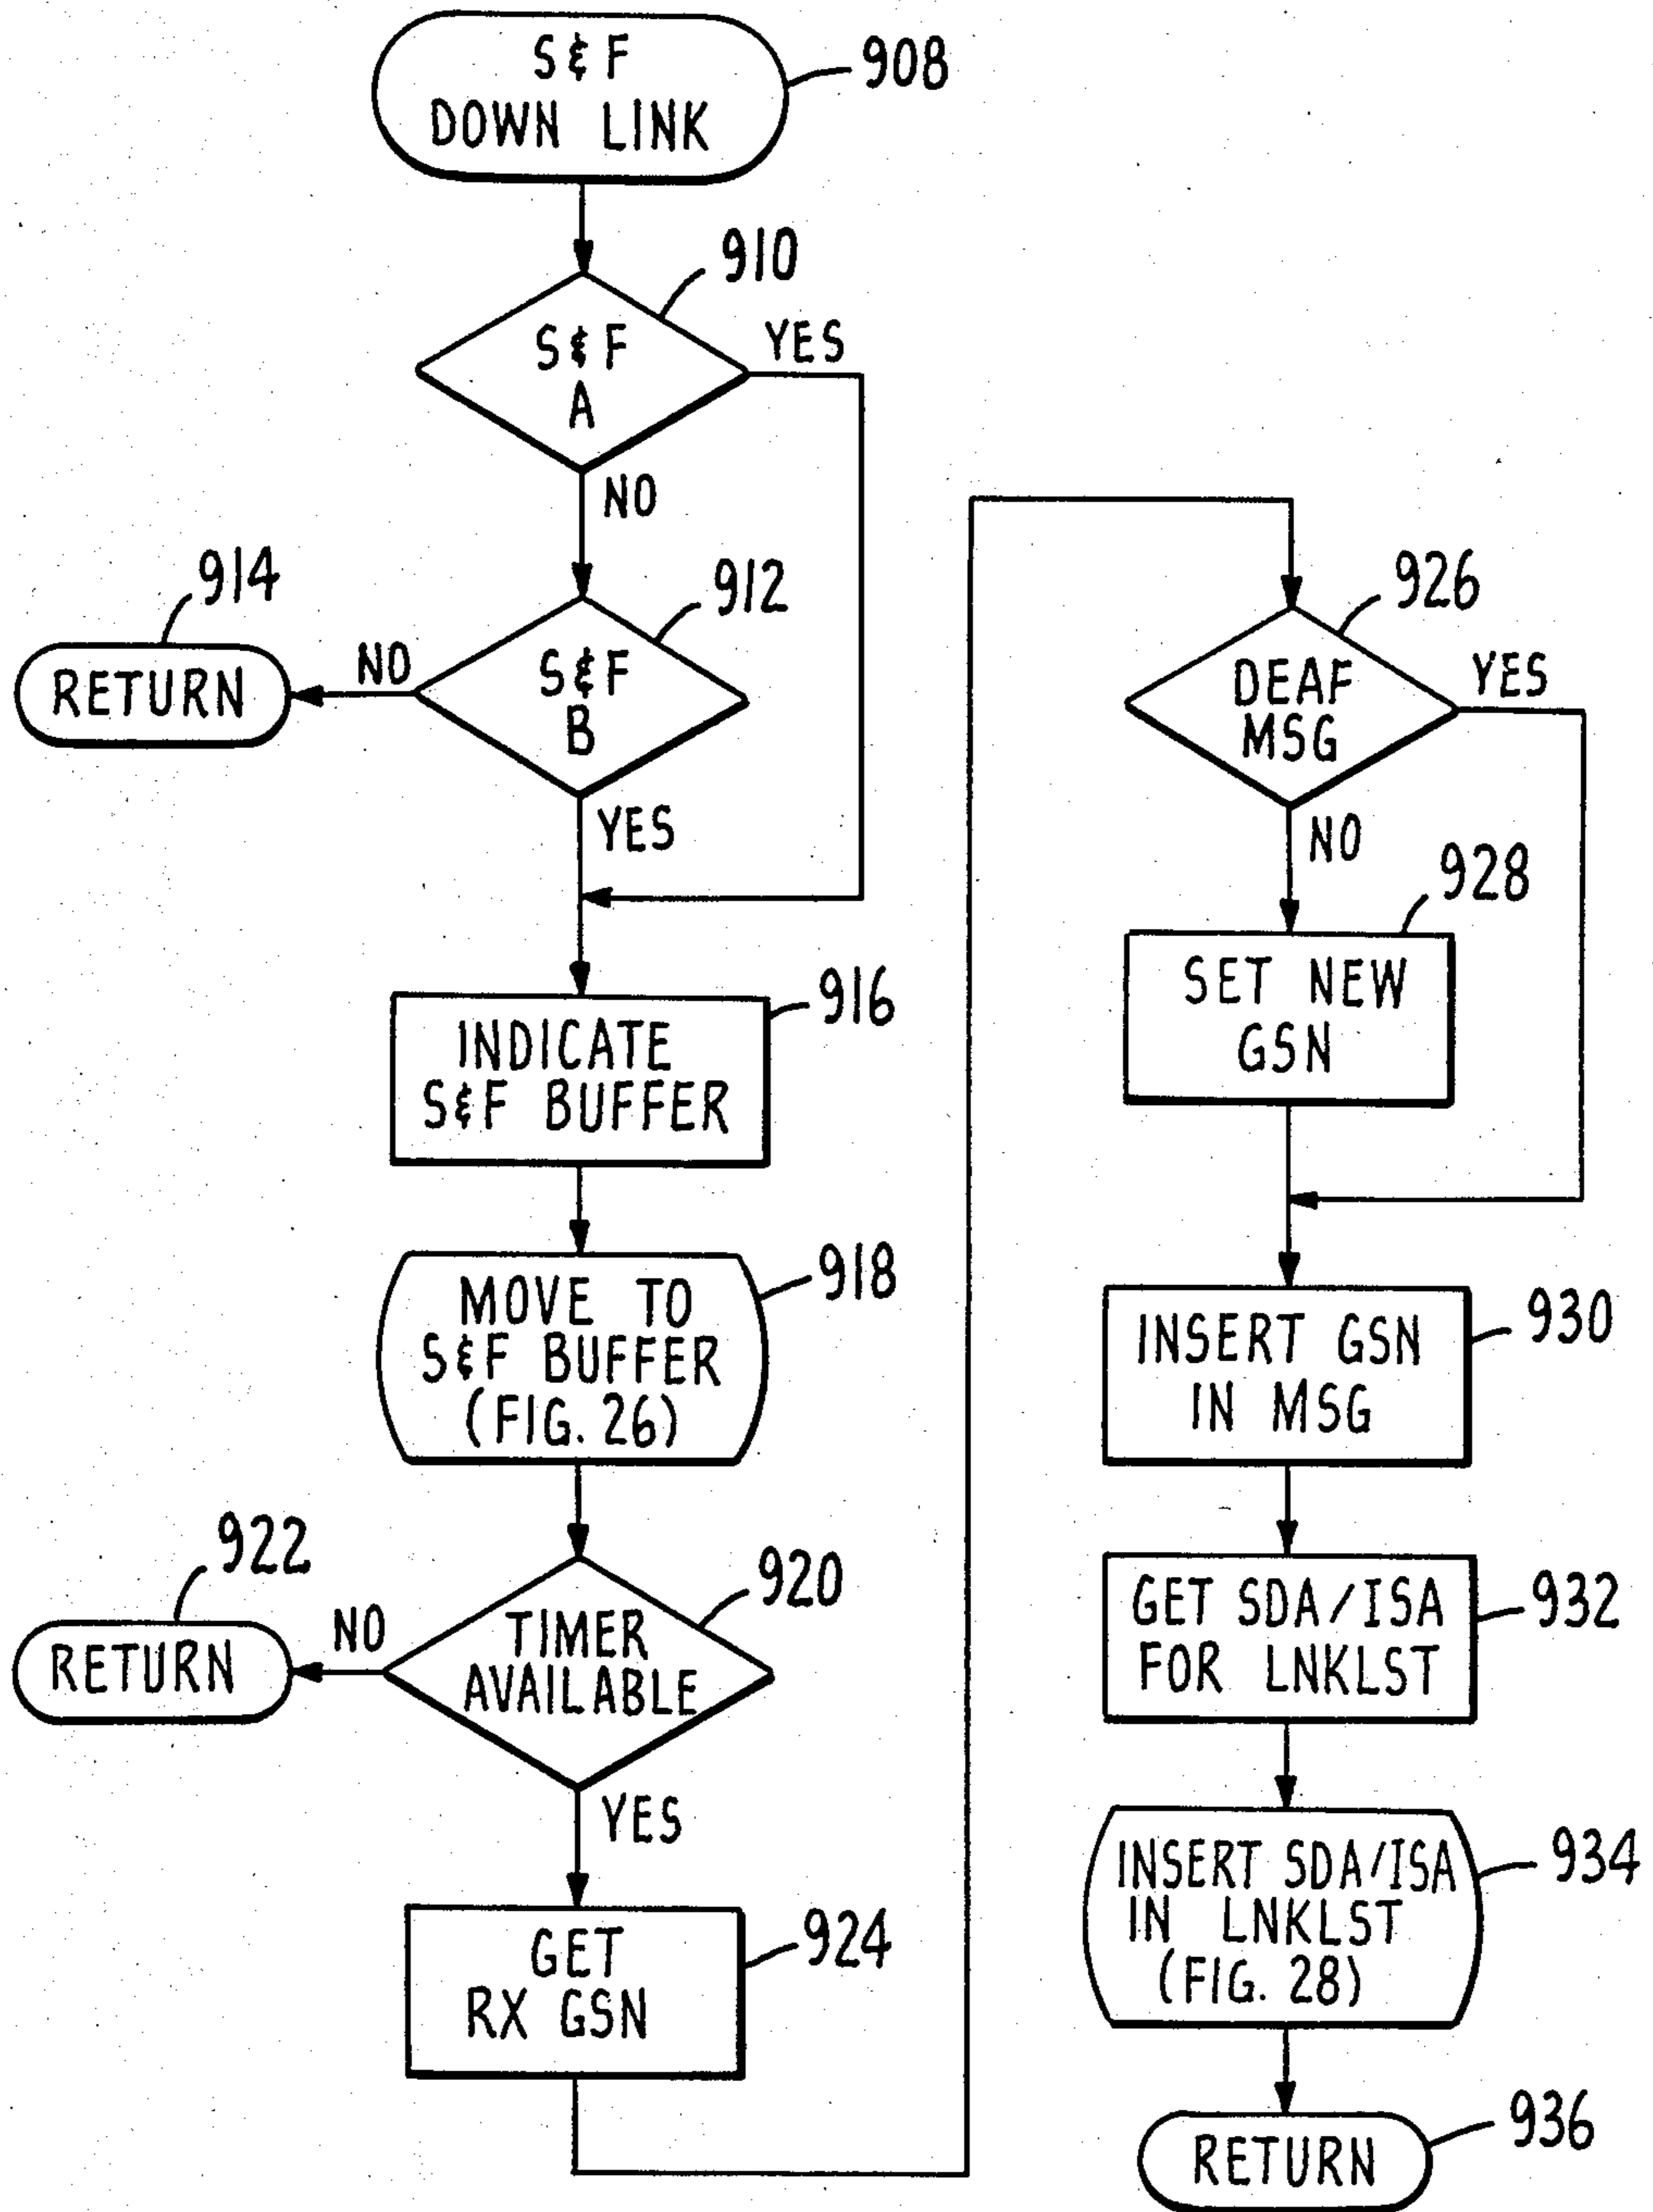 S & F
DOWN LINK
908
910
S & F
A
YES
NO
914
912
RETURN
NO
S & F
B
YES
916
INDICATE
S & F BUFFER
918
MOVE TO
S & F BUFFER
(FIG. 26)
922
920
RETURN
NO
TIMER
AVAILABLE
YES
924
GET
RX GSN
926
DEAF
MSG
YES
NO
928
SET NEW
GSN
930
INSERT GSN
IN MSG
932
GET SDA/ISA
FOR LNKLST
934
INSERT SDA/ISA
IN LNKLST
(FIG. 28)
936
RETURN